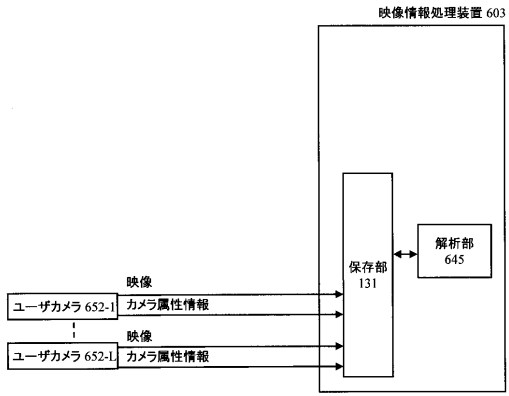 映像情報処理装置 603
保存部
131
解析部
645
映像
ユーザカメラ 652-1
カメラ属性情報
映像
ユーザカメラ 652-L
カメラ属性情報